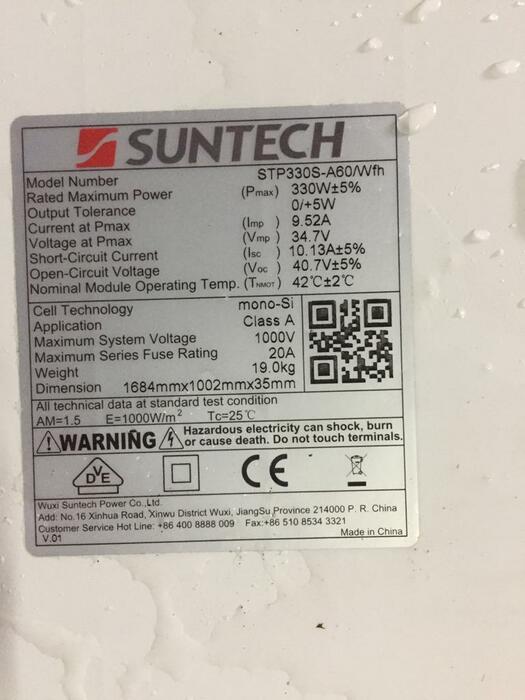 SUNTECH
Model Number STP330S-A60/Wfh
Rated Maximum Power (Pmax) 330W±5%
Output Tolerance 0/+5W
Current at Pmax (Imp) 9.52A
Voltage at Pmax (Vmp) 34.7V
Short-Circuit Current (Isc) 10.13A±5%
Open-Circuit Voltage (Voc) 40.7V±5%
Nominal Module Operating Temp. (TNMOT) 42℃±2℃
Cell Technology mono-Si
Application Class A
Maximum System Voltage 1000V
Maximum Series Fuse Rating 20A
Weight 19.0kg
Dimension 1684mmx1002mmx35mm
All technical data at standard test condition
AM=1.5 E=1000W/m² Tc=25℃
WARNING Hazardous electricity can shock, burn
or cause death. Do not touch terminals.
DVE CE
Wuxi Suntech Power Co.,Ltd.
Add: No.16 Xinhua Road, Xinwu District Wuxi, JiangSu Province 214000 P. R. China
Customer Service Hot Line: +86 400 8888 009 Fax:+86 510 8534 3321
V.01 Made in China